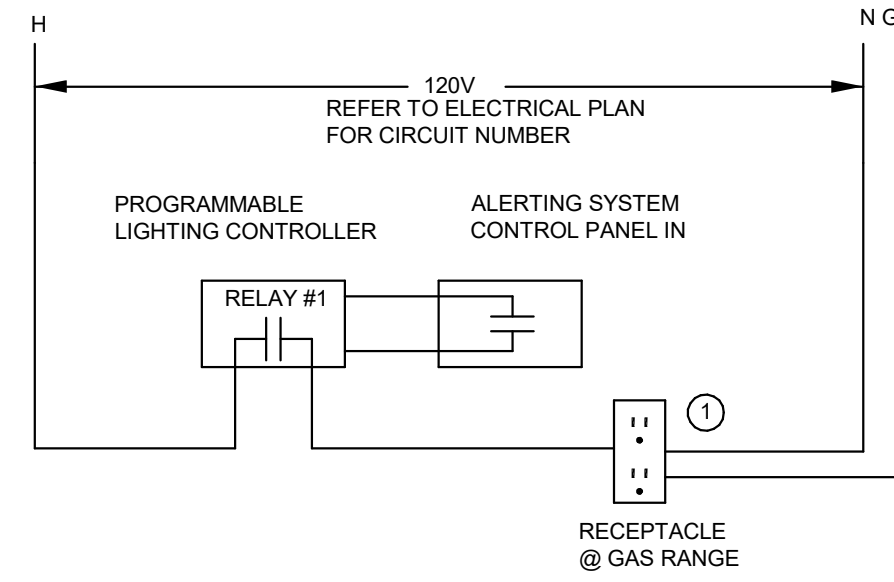 H
N G
120V
REFER TO ELECTRICAL PLAN
FOR CIRCUIT NUMBER
PROGRAMMABLE
LIGHTING CONTROLLER
ALERTING SYSTEM
CONTROL PANEL IN
RELAY #1
1
RECEPTACLE
@ GAS RANGE